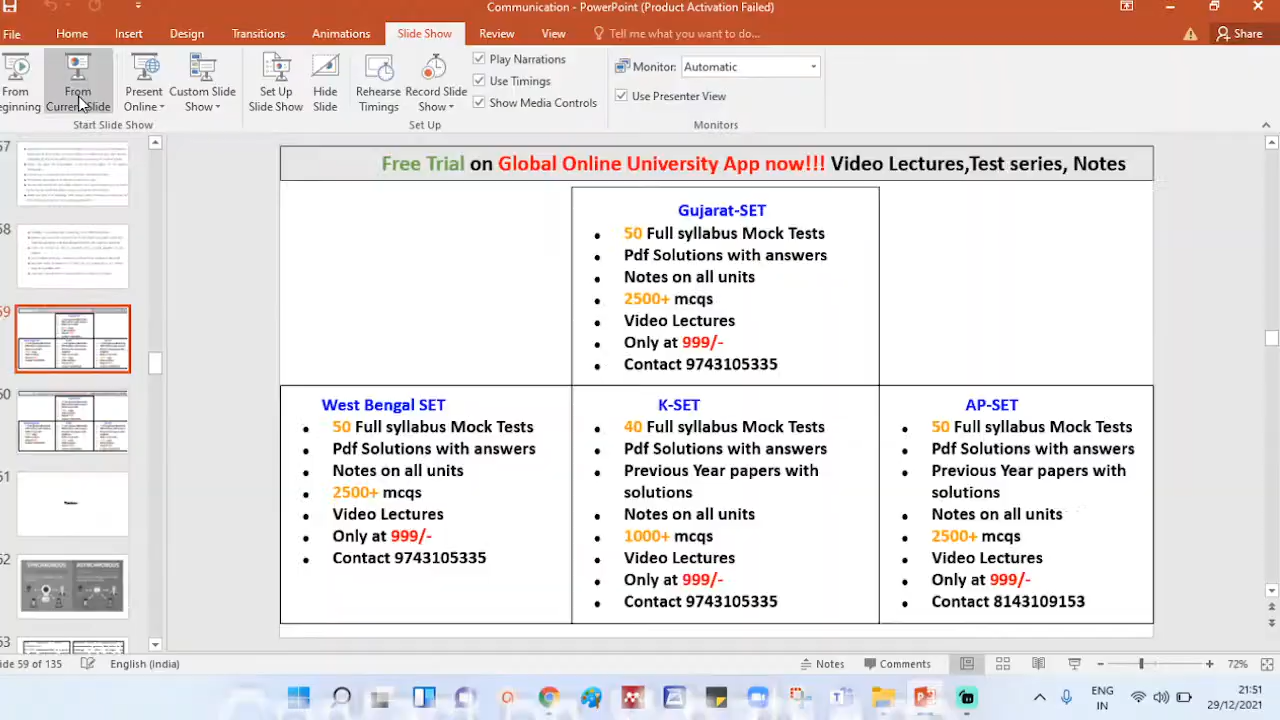 Communication - PowerPoint (Product Activation Failed)
File Home Insert Design Transitions Animations Slide Show Review View Tell me what you want to do... Share
From Beginning
From Current Slide
Present Online
Custom Slide Show
Set Up Slide Show
Hide Slide
Rehearse Timings
Record Slide Show
Play Narrations
Use Timings
Show Media Controls
Monitor: Automatic
Use Presenter View
Start Slide Show
Set Up
Monitors
57
58
59
60
61
62
63
Free Trial on Global Online University App now!!! Video Lectures,Test series, Notes
Gujarat-SET
• 50 Full syllabus Mock Tests
• Pdf Solutions with answers
• Notes on all units
• 2500+ mcqs
• Video Lectures
• Only at 999/-
• Contact 9743105335
West Bengal SET
• 50 Full syllabus Mock Tests
• Pdf Solutions with answers
• Notes on all units
• 2500+ mcqs
• Video Lectures
• Only at 999/-
• Contact 9743105335
K-SET
• 40 Full syllabus Mock Tests
• Pdf Solutions with answers
• Previous Year papers with
solutions
• Notes on all units
• 1000+ mcqs
• Video Lectures
• Only at 999/-
• Contact 9743105335
AP-SET
• 50 Full syllabus Mock Tests
• Pdf Solutions with answers
• Previous Year papers with
solutions
• Notes on all units
• 2500+ mcqs
• Video Lectures
• Only at 999/-
• Contact 8143109153
SYNCHRONOUS
ASYNCHRONOUS
lide 59 of 135 English (India) Notes Comments 72%
ENG
IN
21:51
29/12/2021